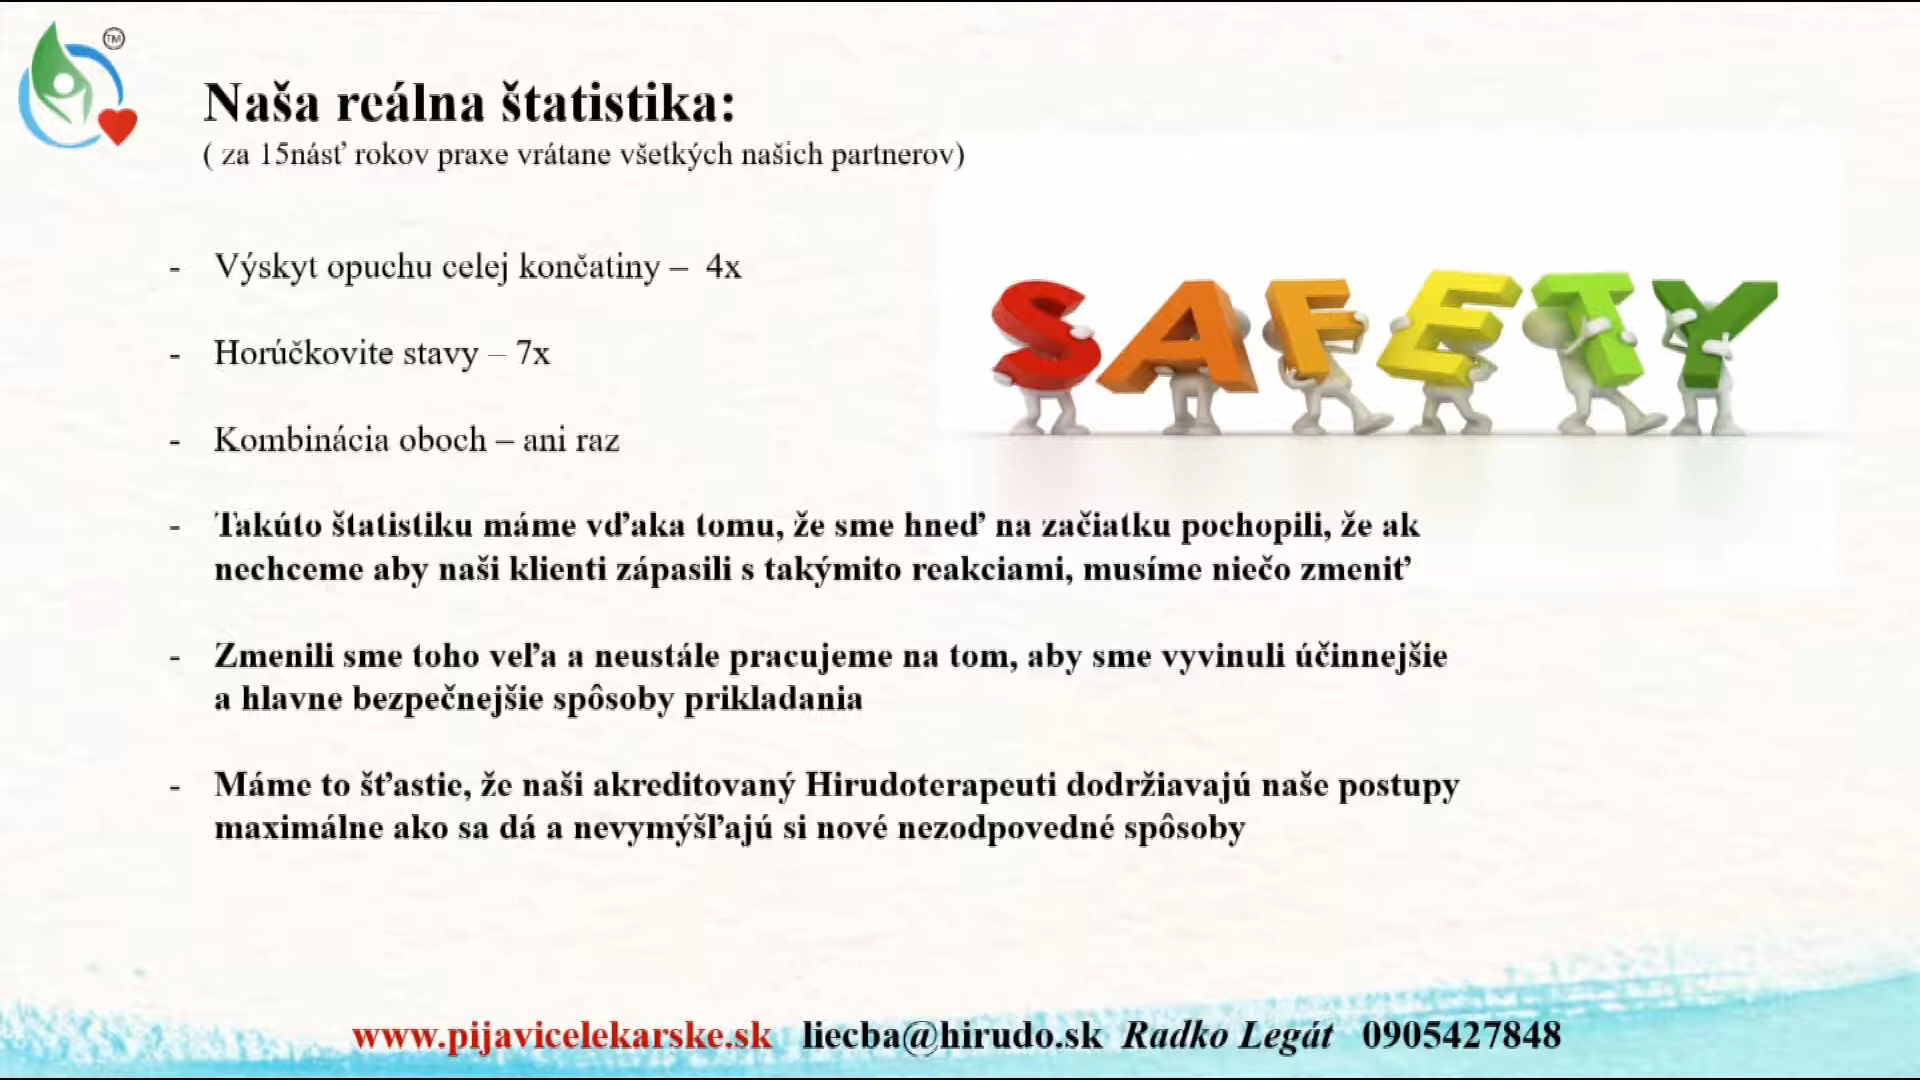 TM
Naša reálna štatistika:
( za 15násť rokov praxe vrátane všetkých našich partnerov)
- Výskyt opuchu celej končatiny – 4x
SAFETY
- Horúčkovite stavy – 7x
- Kombinácia oboch – ani raz
- Takúto štatistiku máme vďaka tomu, že sme hneď na začiatku pochopili, že ak
nechceme aby naši klienti zápasili s takýmito reakciami, musíme niečo zmeniť
- Zmenili sme toho veľa a neustále pracujeme na tom, aby sme vyvinuli účinnejšie
a hlavne bezpečnejšie spôsoby prikladania
- Máme to šťastie, že naši akreditovaný Hirudoterapeuti dodržiavajú naše postupy
maximálne ako sa dá a nevymýšľajú si nové nezodpovedné spôsoby
www.pijavicelekarske.sk liecba@hirudo.sk Radko Legát 0905427848